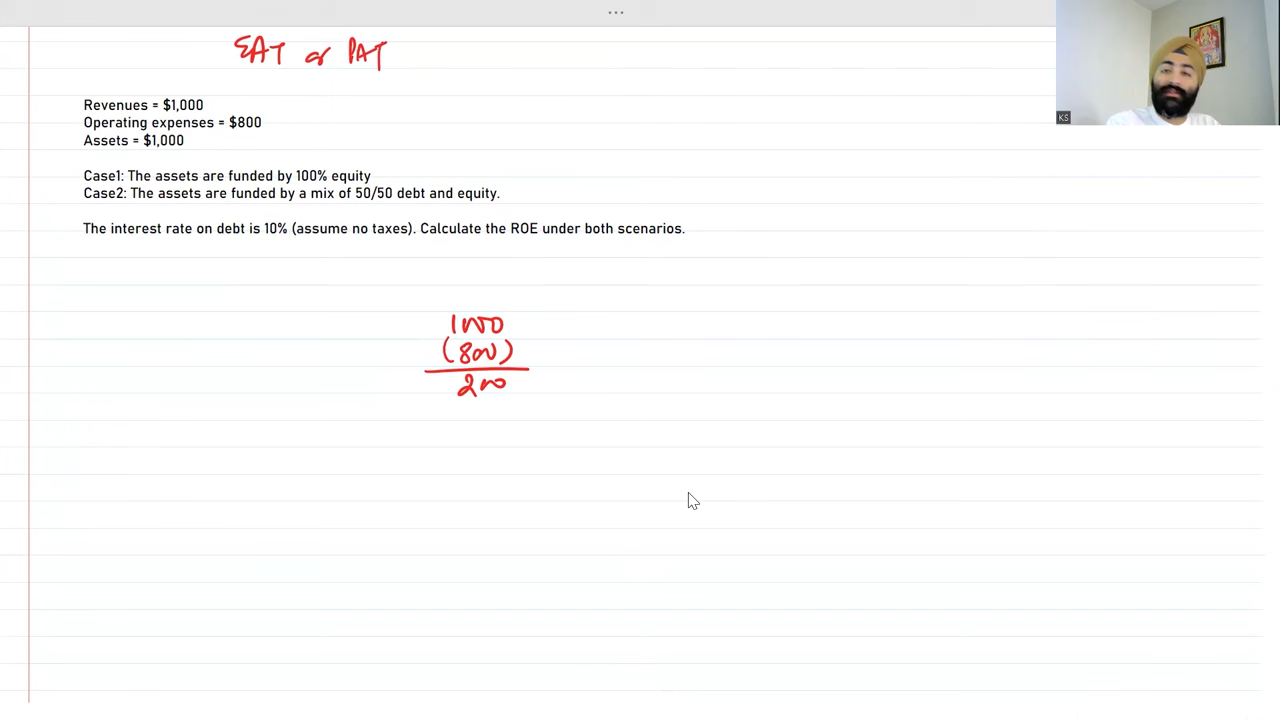 EAT or PAT
KS
Revenues = $1,000
Operating expenses = $800
Assets = $1,000
Case1: The assets are funded by 100% equity
Case2: The assets are funded by a mix of 50/50 debt and equity.
The interest rate on debt is 10% (assume no taxes). Calculate the ROE under both scenarios.
1000
(800)
200